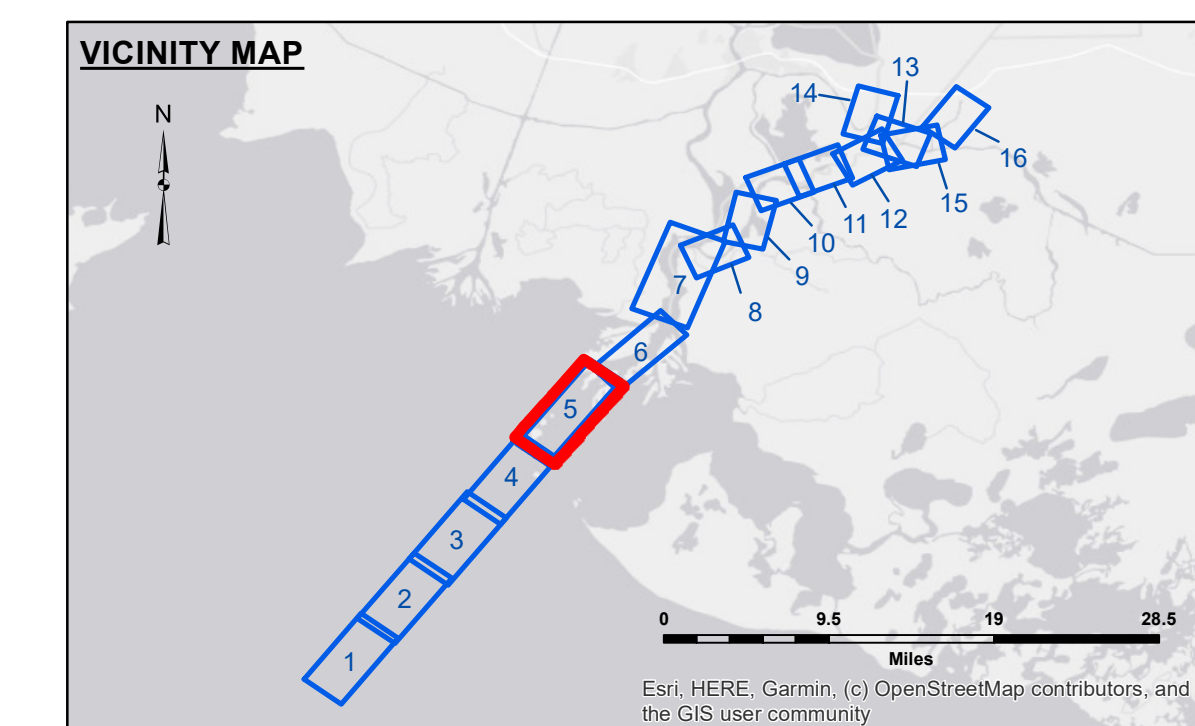 VICINITY MAP
N
13
14
16
15
12
11
10
9
8
7
6
5
4
3
2
1
0 9.5 19 28.5
Miles
Esri, HERE, Garmin, (c) OpenStreetMap contributors, and
the GIS user community